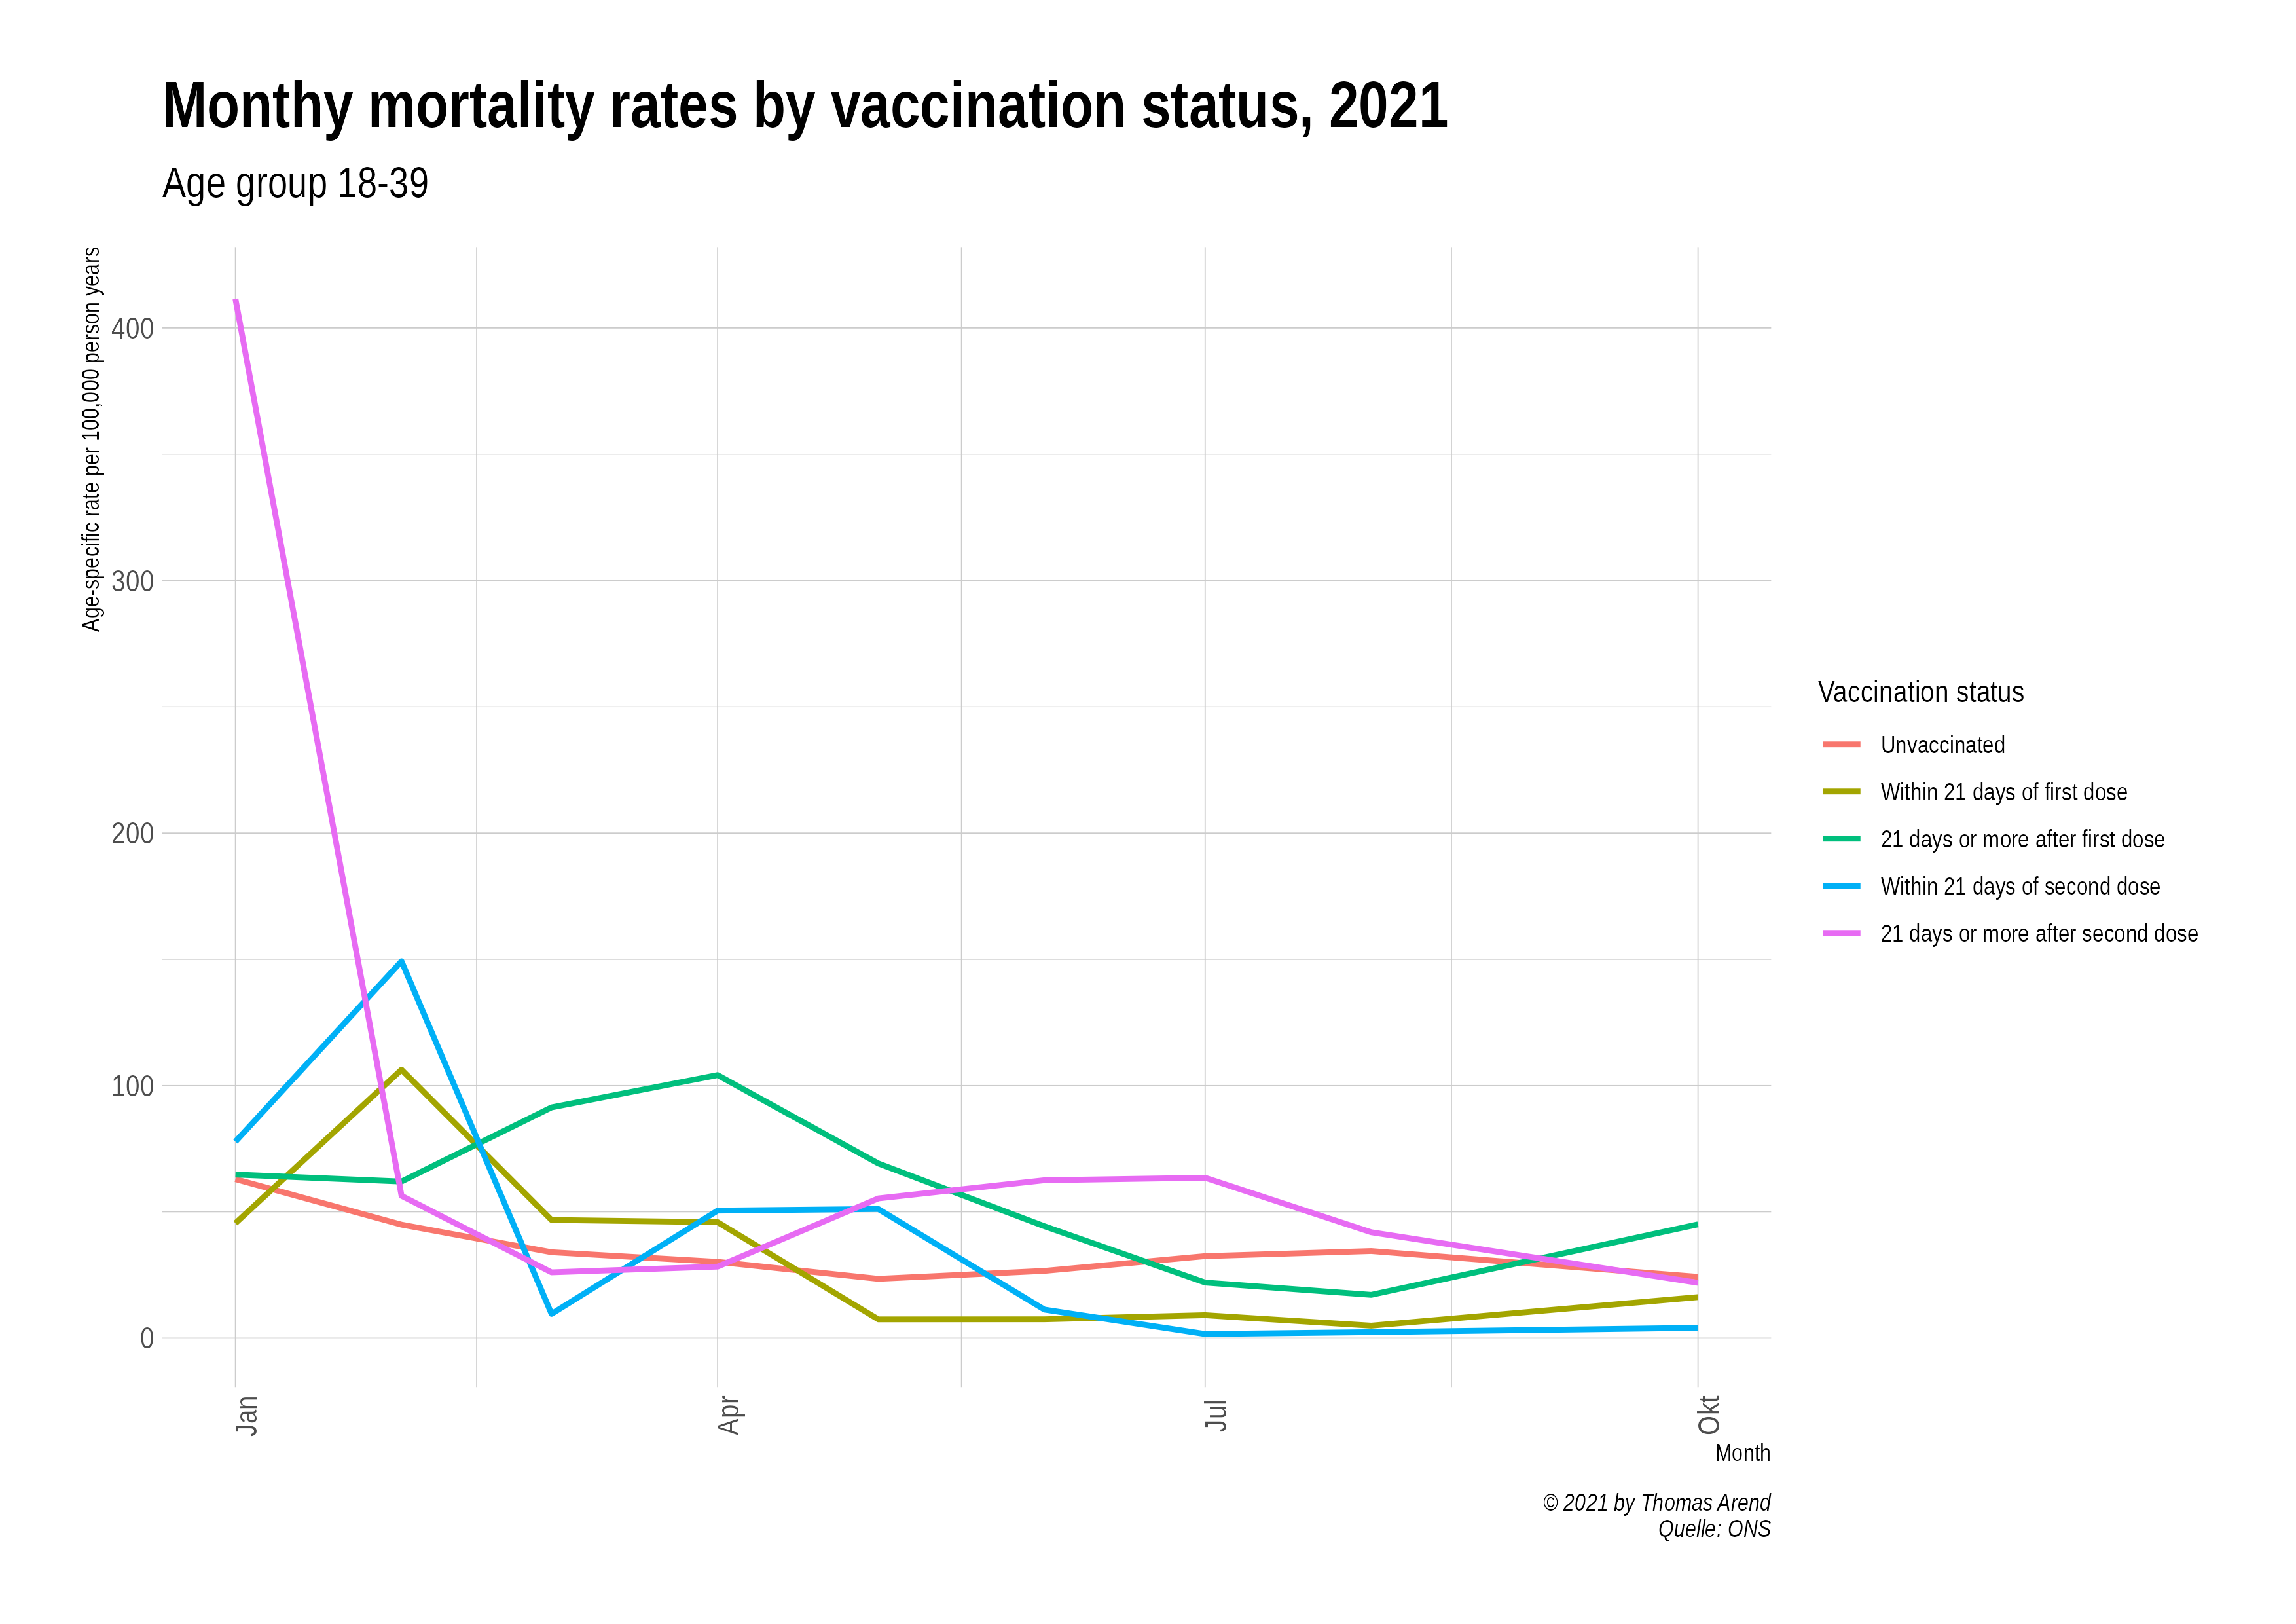 Monthy mortality rates by vaccination status, 2021
Age group 18-39
Age-specific rate per 100,000 person years
400
300
200
100
0
Jan
Apr
Jul
Okt
Month
Vaccination status
Unvaccinated
Within 21 days of first dose
21 days or more after first dose
Within 21 days of second dose
21 days or more after second dose
© 2021 by Thomas Arend
Quelle: ONS